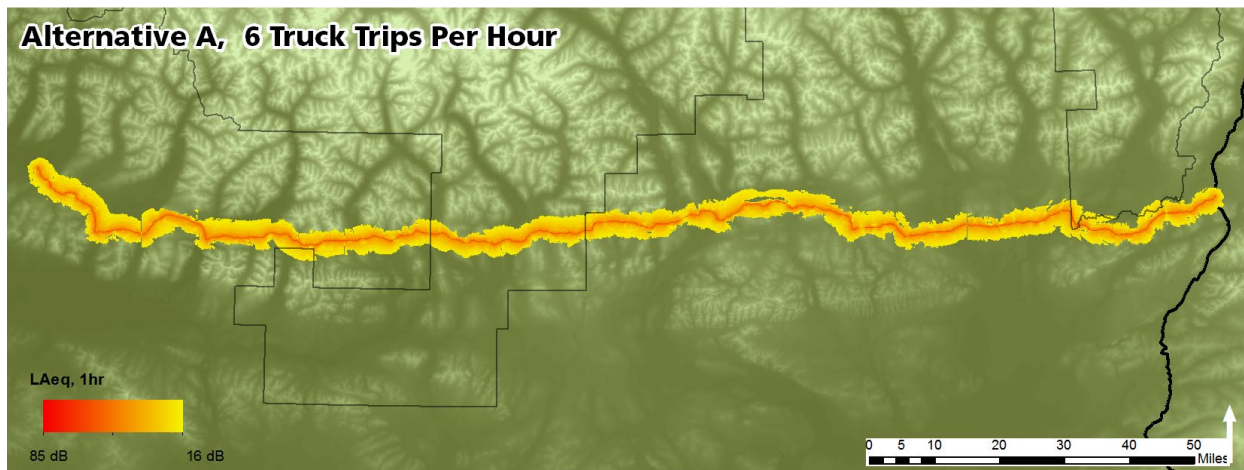 Alternative A, 6 Truck Trips Per Hour
LAeq, 1hr
85 dB 16 dB
0 5 10 20 30 40 50
Miles